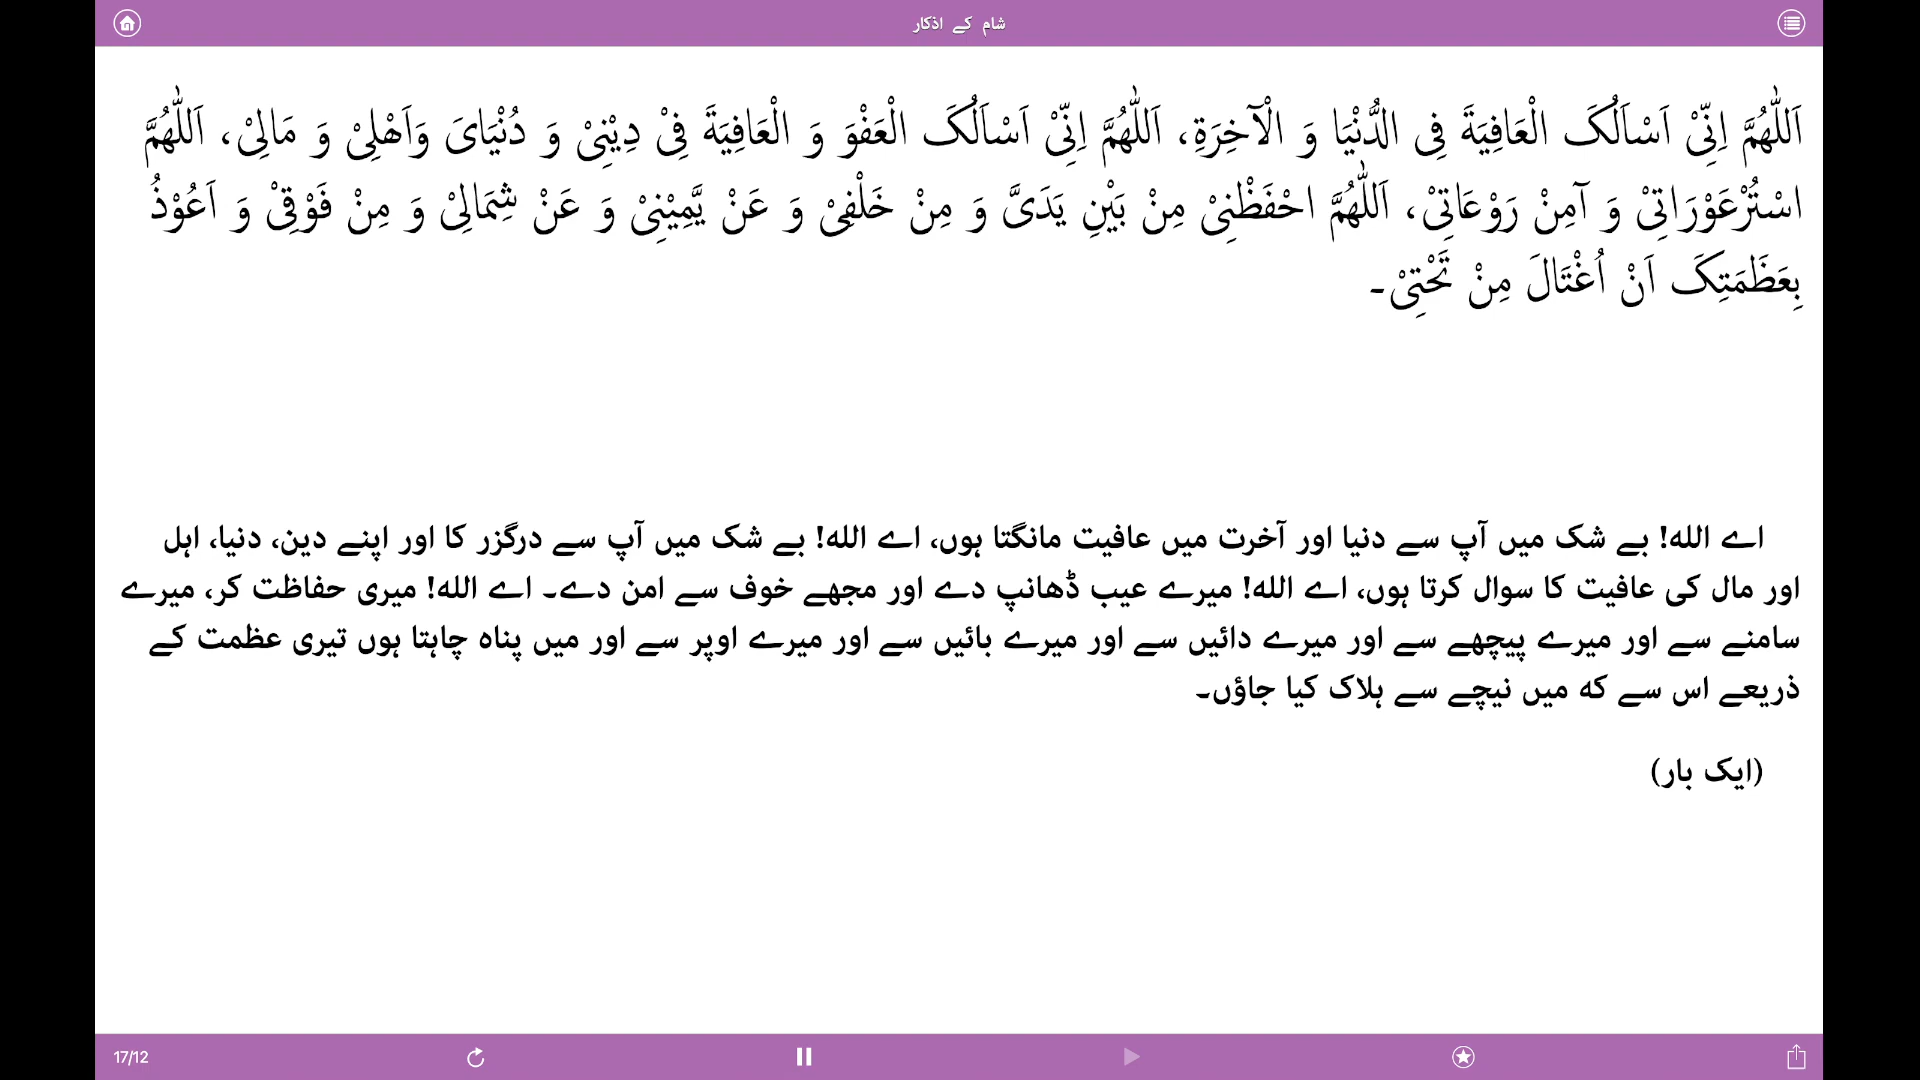 شام کے اذکار
اَللّٰهُمَّ اِنِّیْ اَسْاَلُکَ الْعَافِیَةَ فِی الدُّنْیَا وَ الْآخِرَةِ، اَللّٰهُمَّ اِنِّیْ اَسْاَلُکَ الْعَفْوَ وَ الْعَافِیَةَ فِیْ دِیْنِیْ وَ دُنْیَایَ وَاَهْلِیْ وَ مَالِیْ، اَللّٰهُمَّ
اسْتُرْعَوْرَاتِیْ وَ آمِنْ رَوْعَاتِیْ، اَللّٰهُمَّ احْفَظْنِیْ مِنْ بَیْنِ یَدَیَّ وَ مِنْ خَلْفِیْ وَ عَنْ یَّمِیْنِیْ وَ عَنْ شِمَالِیْ وَ مِنْ فَوْقِیْ وَ اَعُوْذُ
بِعَظَمَتِکَ اَنْ اُغْتَالَ مِنْ تَحْتِیْ۔
اے الله! بے شک میں آپ سے دنیا اور آخرت میں عافیت مانگتا ہوں، اے الله! بے شک میں آپ سے درگزر کا اور اپنے دین، دنیا، اہل
اور مال کی عافیت کا سوال کرتا ہوں، اے الله! میرے عیب ڈھانپ دے اور مجھے خوف سے امن دے۔ اے الله! میری حفاظت کر، میرے
سامنے سے اور میرے پیچھے سے اور میرے دائیں سے اور میرے بائیں سے اور میرے اوپر سے اور میں پناہ چاہتا ہوں تیری عظمت کے
ذریعے اس سے که میں نیچے سے ہلاک کیا جاؤں۔
(ایک بار)
17/12